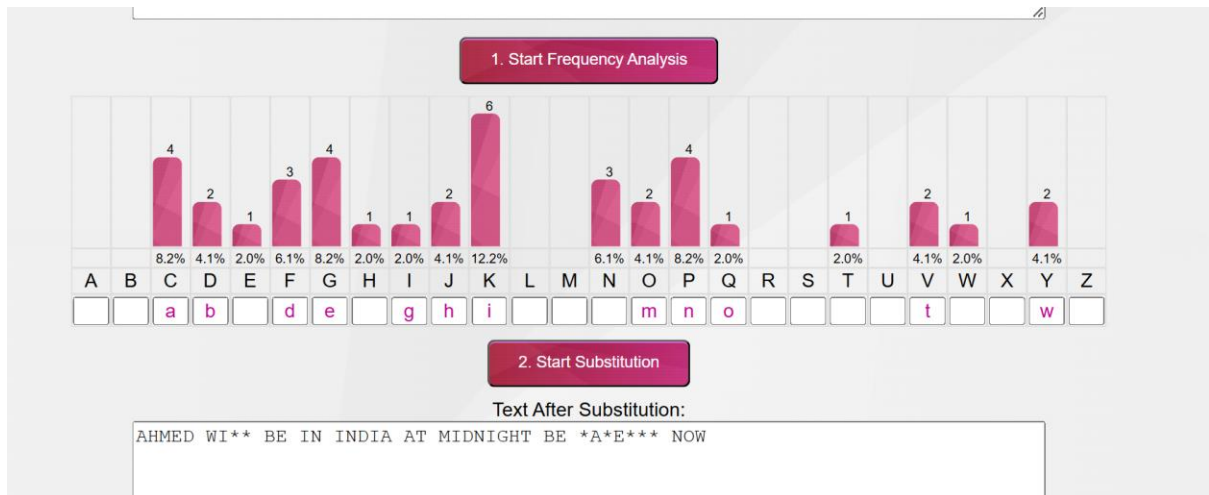 1. Start Frequency Analysis
6
4 4 4
3 3
2 2 2 2 2
1 1 1 1 1 1
8.2% 4.1% 2.0% 6.1% 8.2% 2.0% 2.0% 4.1% 12.2% 6.1% 4.1% 8.2% 2.0% 2.0% 4.1% 2.0% 4.1%
A B C D E F G H I J K L M N O P Q R S T U V W X Y Z
a b d e g h i m n o t w
2. Start Substitution
Text After Substitution:
AHMED WI** BE IN INDIA AT MIDNIGHT BE *A*E*** NOW